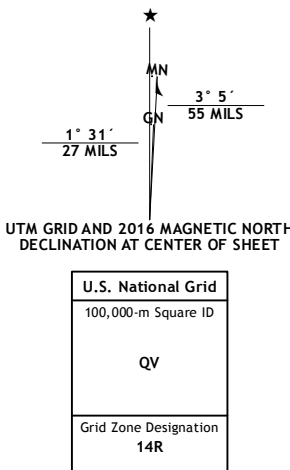 ★
MN
3° 5´
55 MILS
GN
1° 31´
27 MILS
UTM GRID AND 2016 MAGNETIC NORTH
DECLINATION AT CENTER OF SHEET
U.S. National Grid
100,000-m Square ID
QV
Grid Zone Designation
14R